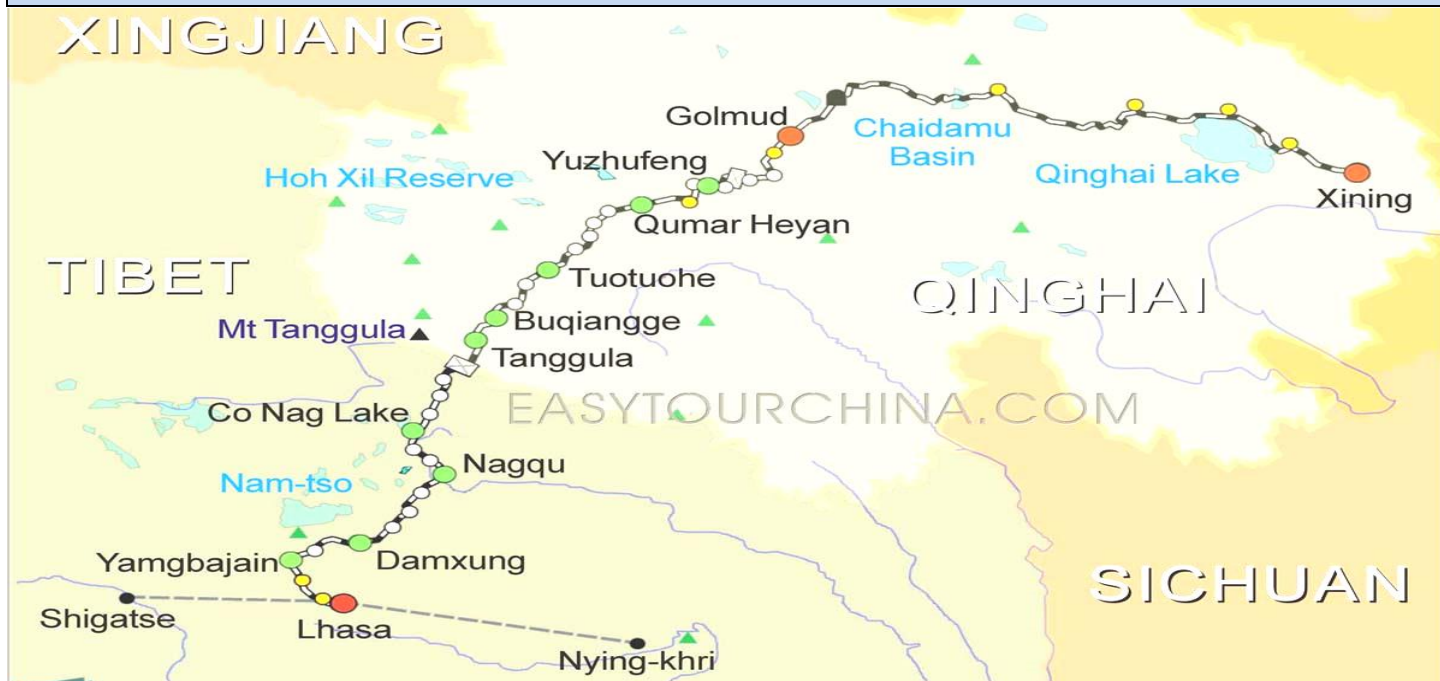 XINGJIANG
Golmud
Chaidamu
Basin
Yuzhufeng
Hoh Xil Reserve
Qinghai Lake
Xining
Qumar Heyan
TIBET
Tuotuohe
QINGHAI
Buqiangge
Mt Tanggula
Tanggula
Co Nag Lake
EASYTOURCHINA.COM
Nagqu
Nam-tso
Yamgbajain
Damxung
SICHUAN
Shigatse
Lhasa
Nying-khri